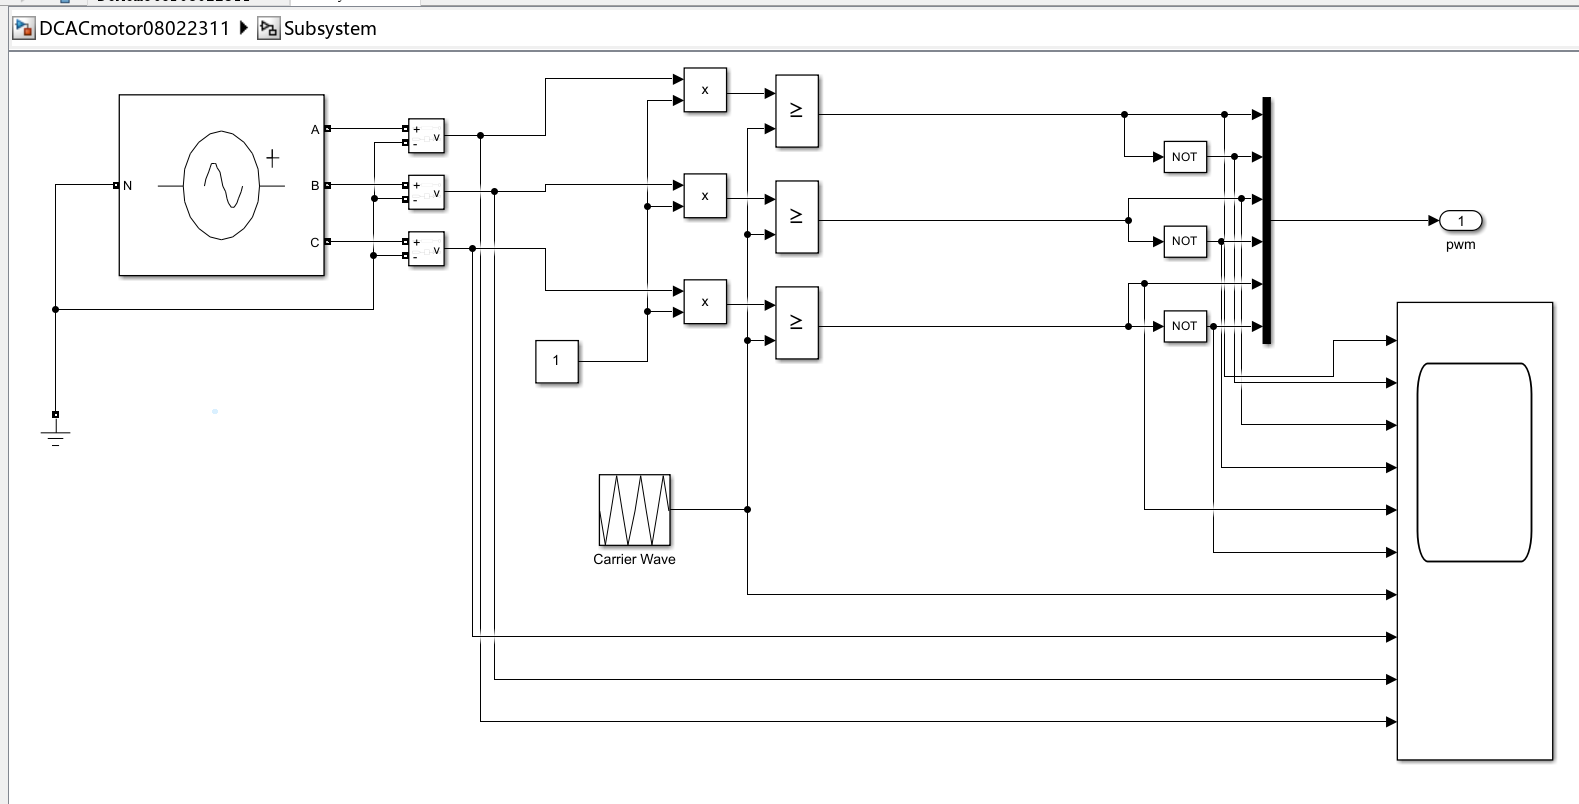 DCACmotor08022311 Subsystem
N
A
B
C
+
-
v
+
-
v
+
-
v
x
x
x
1
≥
≥
≥
Carrier Wave
NOT
NOT
NOT
1
pwm